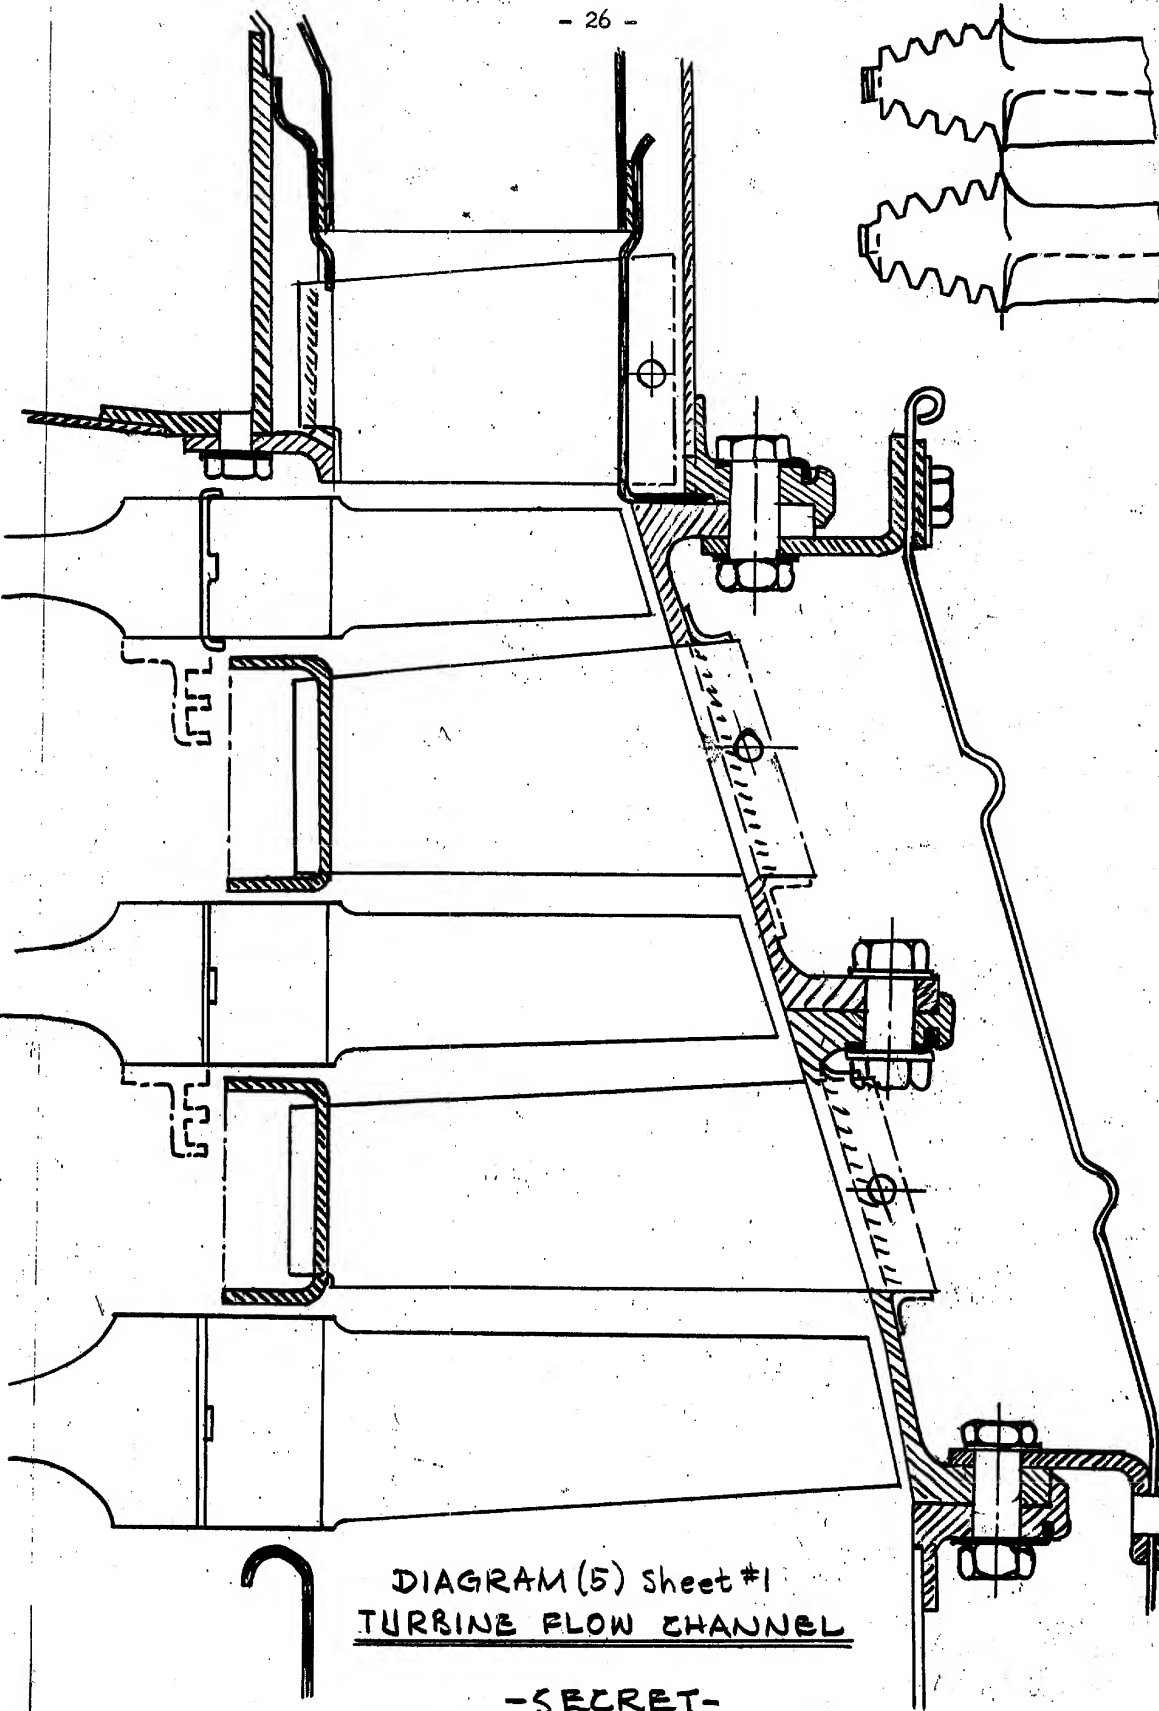 - 26 -
DIAGRAM (5) Sheet #1
TURBINE FLOW CHANNEL
-SECRET-